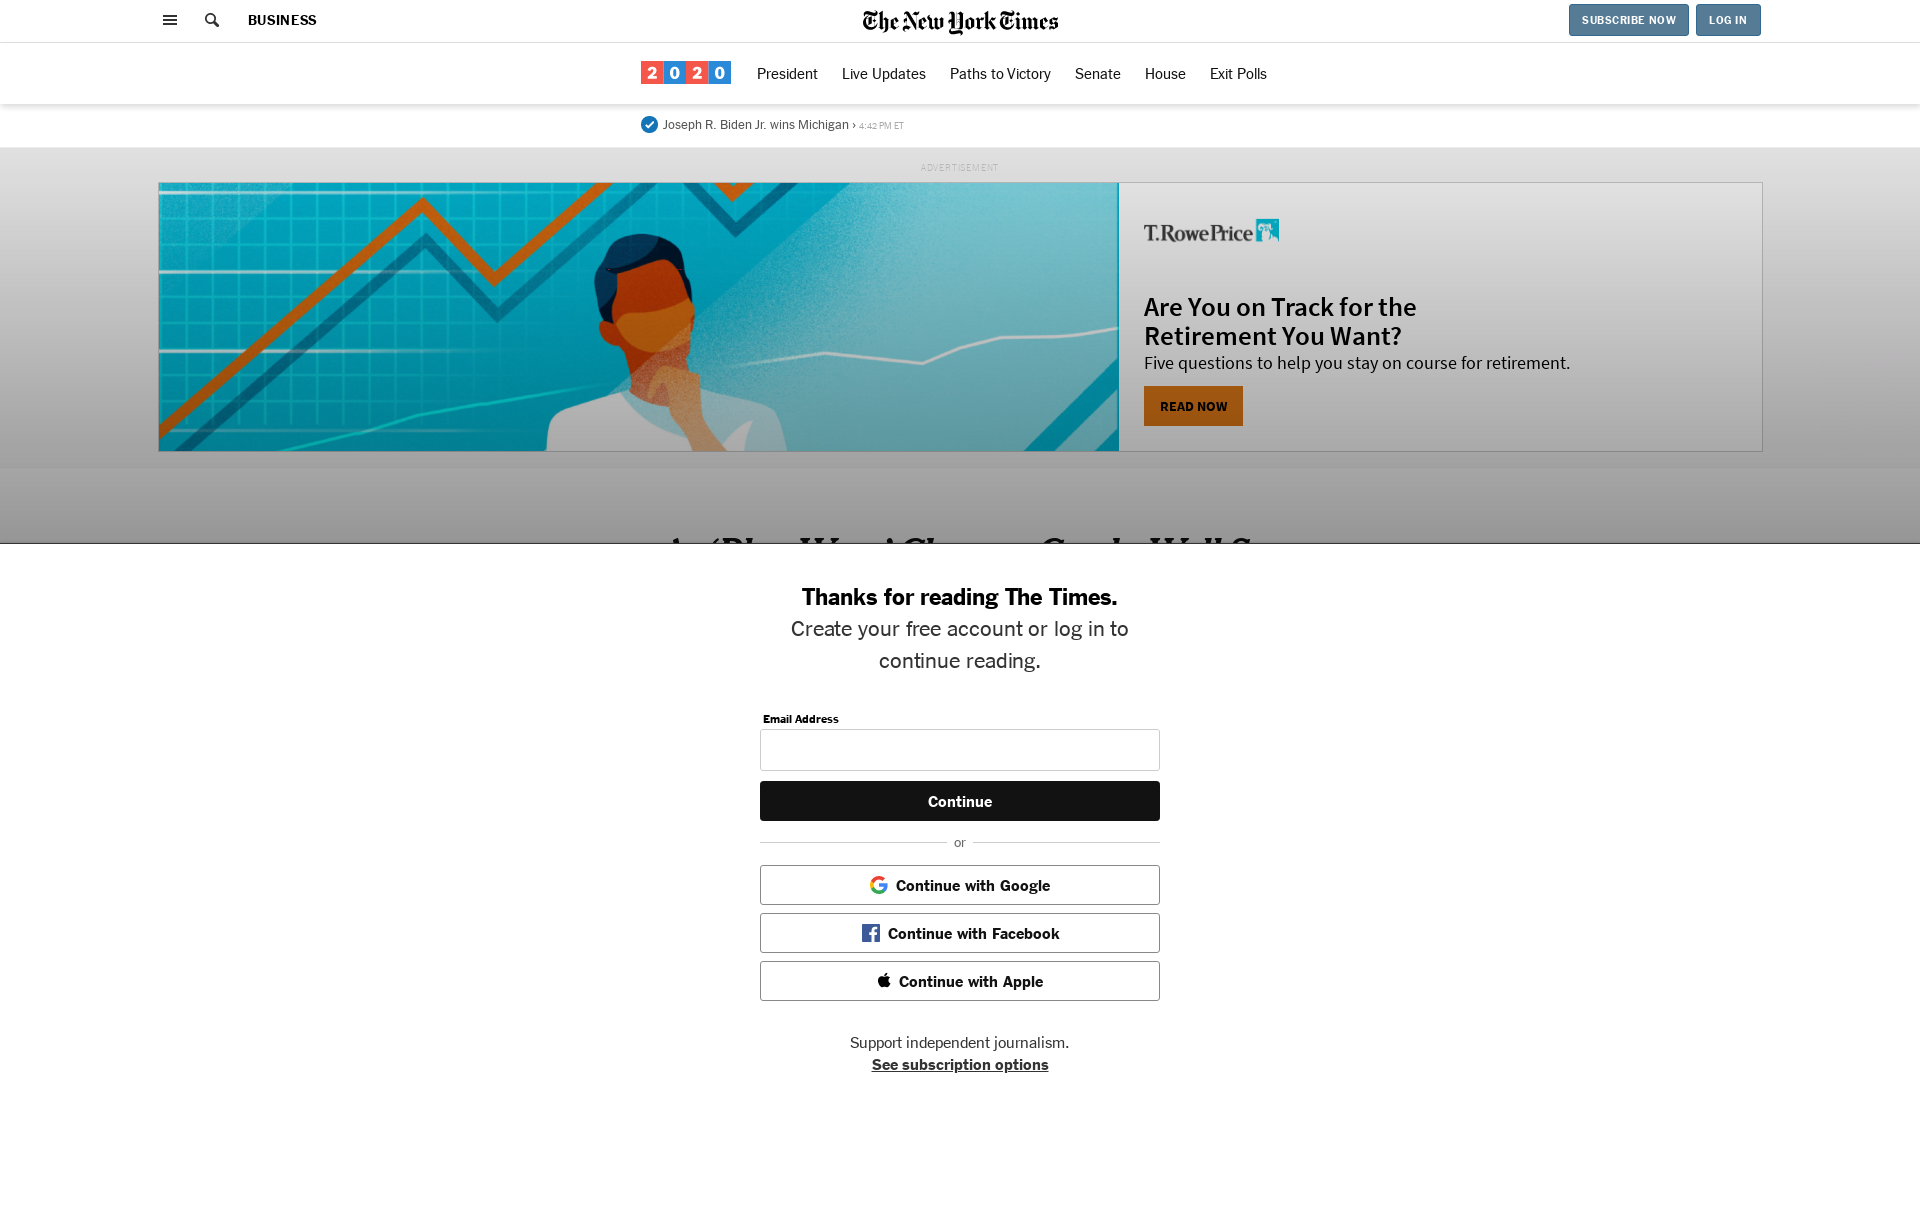 BUSINESS
The New York Times
SUBSCRIBE NOW
LOG IN
2020
President
Live Updates
Paths to Victory
Senate
House
Exit Polls
Joseph R. Biden Jr. wins Michigan › 4:42 PM ET
ADVERTISEMENT
T.RowePrice
Are You on Track for the
Retirement You Want?
Five questions to help you stay on course for retirement.
READ NOW
Thanks for reading The Times.
Create your free account or log in to
continue reading.
Email Address
Continue
or
Continue with Google
Continue with Facebook
Continue with Apple
Support independent journalism.
See subscription options